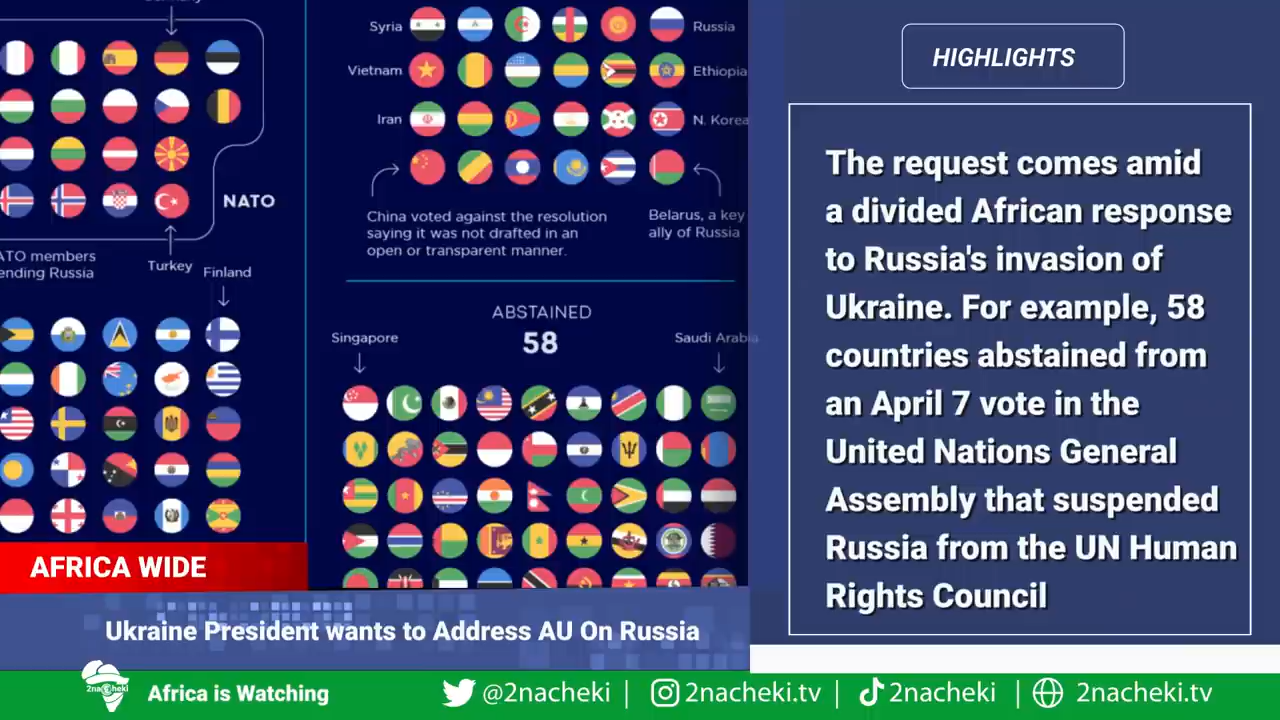 Germany
NATO
ATO members
ending Russia
Turkey
Finland
Syria
Russia
Vietnam
Ethiopia
Iran
N. Korea
China voted against the resolution
saying it was not drafted in an
open or transparent manner.
Belarus, a key
ally of Russia
ABSTAINED
58
Singapore
Saudi Arabia
AFRICA WIDE
Ukraine President wants to Address AU On Russia
HIGHLIGHTS
The request comes amid
a divided African response
to Russia's invasion of
Ukraine. For example, 58
countries abstained from
an April 7 vote in the
United Nations General
Assembly that suspended
Russia from the UN Human
Rights Council
2nacheki
Africa is Watching
@2nacheki | 2nacheki.tv | 2nacheki | 2nacheki.tv